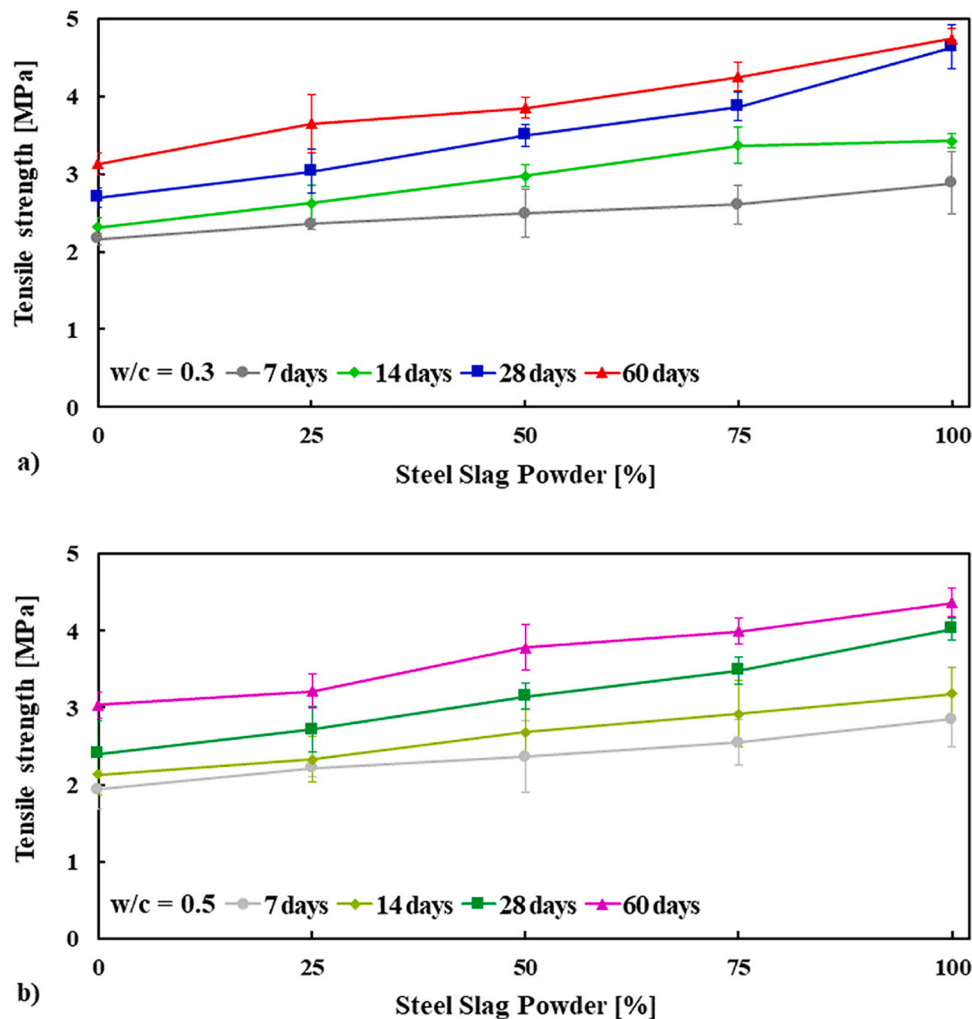 5
4
3
2
1
0
Tensile strength [MPa]
w/c = 0.3 7 days 14 days 28 days 60 days
0 25 50 75 100
Steel Slag Powder [%]
a)
5
4
3
2
1
0
Tensile strength [MPa]
w/c = 0.5 7 days 14 days 28 days 60 days
0 25 50 75 100
Steel Slag Powder [%]
b)